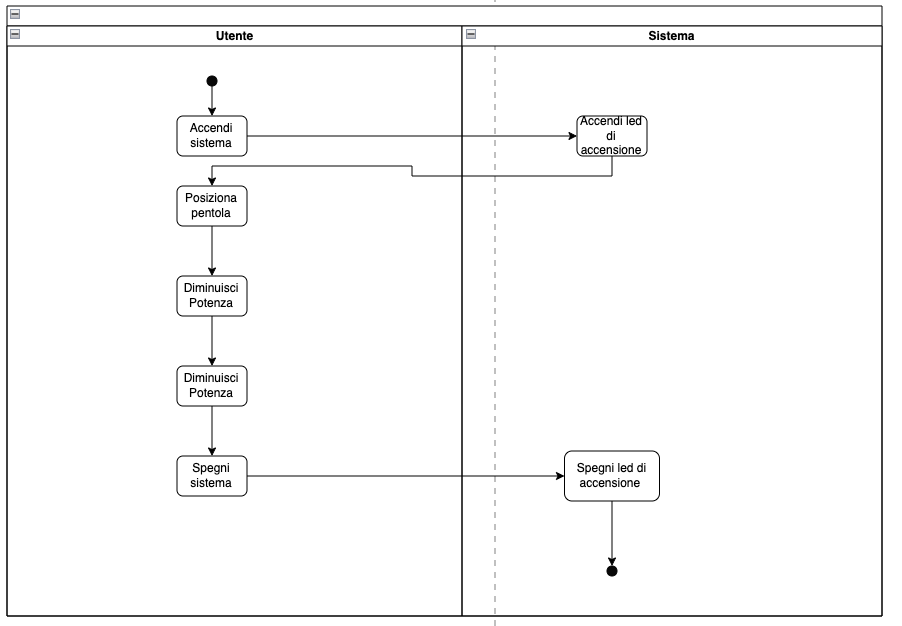 Utente
Sistema
Accendi
sistema
Accendi led
di
accensione
Posiziona
pentola
Diminuisci
Potenza
Diminuisci
Potenza
Spegni
sistema
Spegni led di
accensione